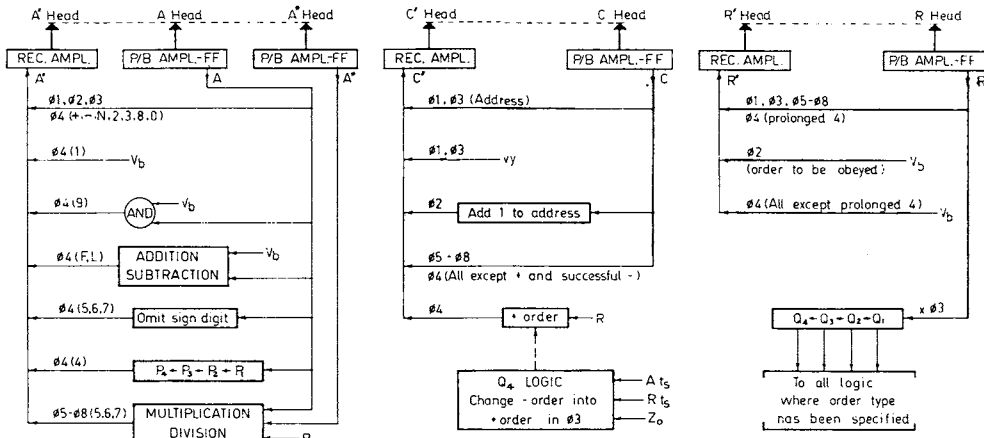 A' Head
A Head
A" Head
REC. AMPL.
P/B AMPL.-FF
P/B AMPL-FF
A'
A
A"
ø1, ø2, ø3
ø4 (+, -, N, 2, 3, 8, 0)
ø4 (1)
Vb
ø4 (9)
AND
Vb
ø4 (F, L)
ADDITION
SUBTRACTION
Vb
ø4 (5,6,7)
Omit sign digit
ø4 (4)
P4 ← P3 ← P2 ← P1
ø5-ø8 (5,6,7)
MULTIPLICATION
DIVISION
C' Head
C Head
REC. AMPL.
P/B AMPL-FF
C'
C
ø1, ø3 (Address)
ø1, ø3
vy
ø2
Add 1 to address
ø5 - ø8
ø4 (All except + and successful -)
ø4
+ order
R
Q4 LOGIC
Change - order into
+ order in ø3
A ts
R ts
Zo
R' Head
R Head
REC. AMPL.
P/B AMPL-FF
R'
R
ø1, ø3, ø5-ø8
ø4 (prolonged 4)
ø2
(order to be obeyed)
Vb
ø4 (All except prolonged 4)
Vb
Q4 ← Q3 ← Q2 ← Q1
x ø3
To all logic
where order type
has been specified